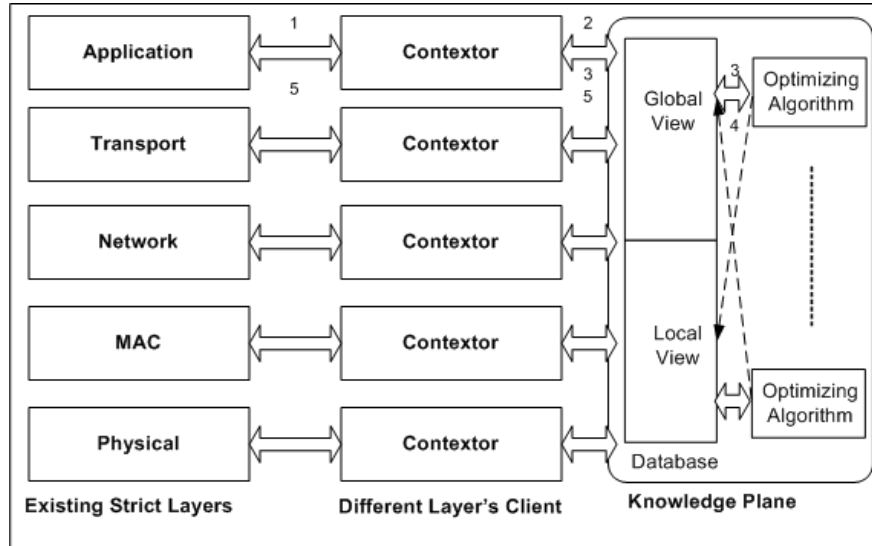 1
2
Application
Contextor
3
5
5
Global
View
3
4
Optimizing
Algorithm
Transport
Contextor
Network
Contextor
MAC
Contextor
Local
View
Optimizing
Algorithm
Physical
Contextor
Database
Existing Strict Layers
Different Layer's Client
Knowledge Plane